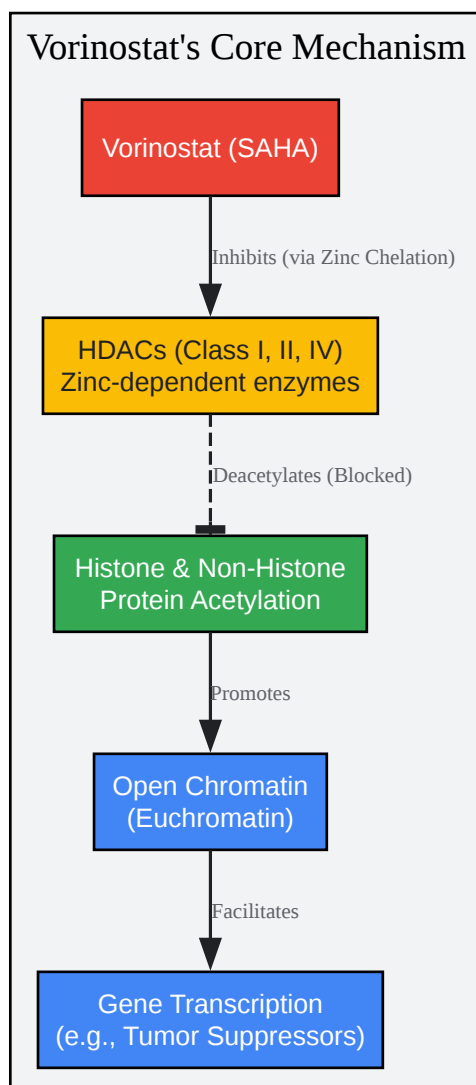 Vorinostat's Core Mechanism
Vorinostat (SAHA)
Inhibits (via Zinc Chelation)
HDACs (Class I, II, IV)
Zinc-dependent enzymes
Deacetylates (Blocked)
Histone & Non-Histone
Protein Acetylation
Promotes
Open Chromatin
(Euchromatin)
Facilitates
Gene Transcription
(e.g., Tumor Suppressors)